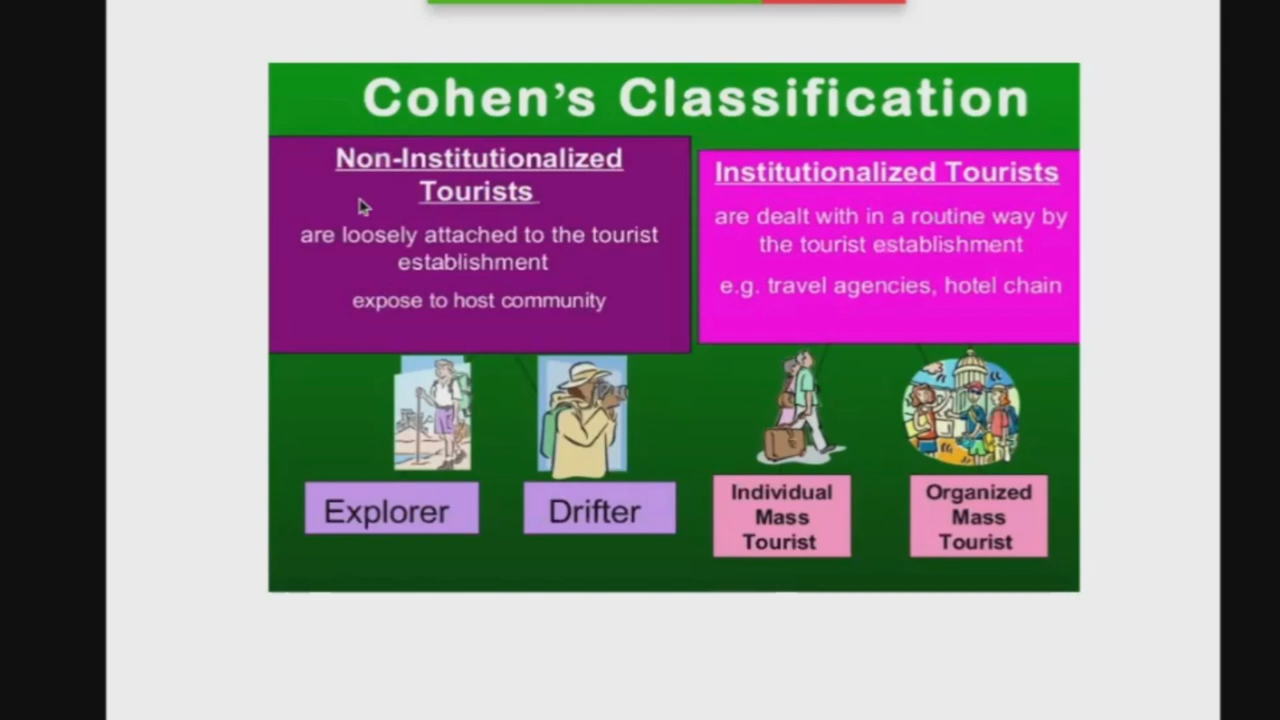 Cohen's Classification
Non-Institutionalized
Tourists
are loosely attached to the tourist
establishment
expose to host community
Institutionalized Tourists
are dealt with in a routine way by
the tourist establishment
e.g. travel agencies, hotel chain
Explorer
Drifter
Individual
Mass
Tourist
Organized
Mass
Tourist